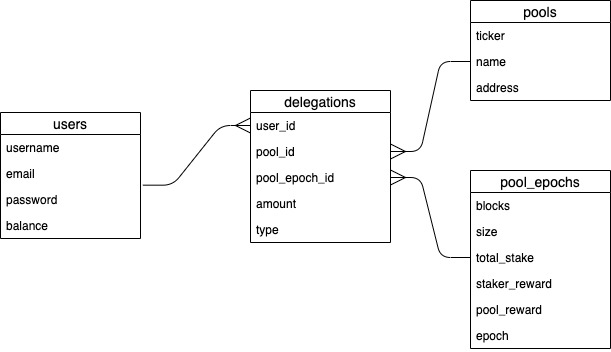 users
username
email
password
balance
delegations
user_id
pool_id
pool_epoch_id
amount
type
pools
ticker
name
address
pool_epochs
blocks
size
total_stake
staker_reward
pool_reward
epoch